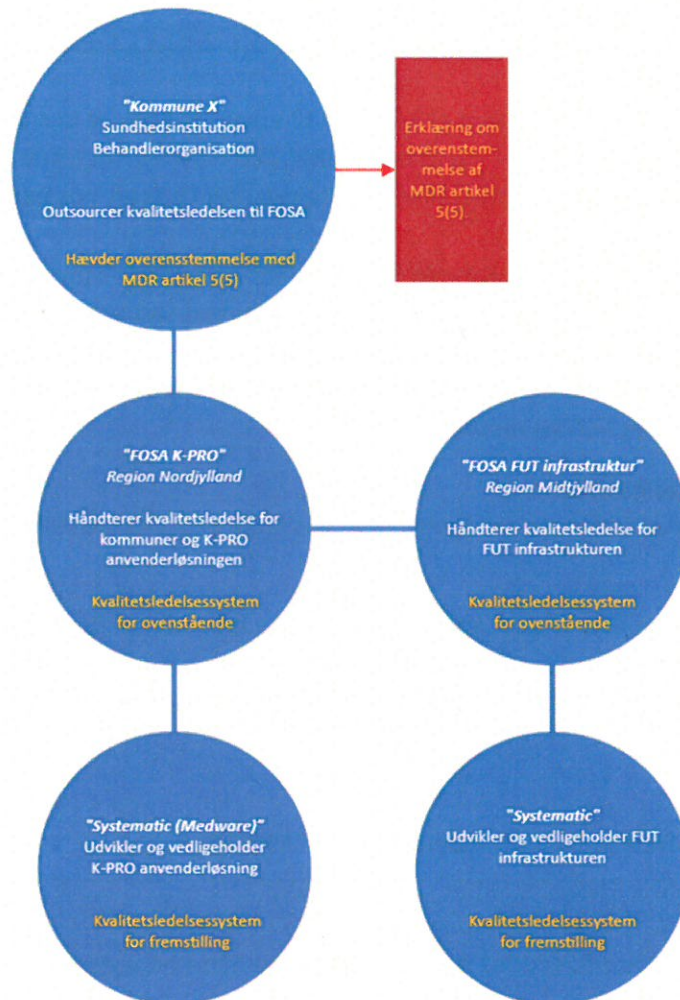 "Kommune X"
Sundhedsinstitution
Behandlerorganisation
Outsourcer kvalitetsledelsen til FOSA
Hævder overensstemmelse med
MDR artikel 5(5)
Erklæring om
overenstem-
melse af
MDR artikel
5(5)
"FOSA K-PRO"
Region Nordjylland
Håndterer kvalitetsledelse for
kommuner og K-PRO
anvenderløsningen
Kvalitetsledelsessystem
for ovenstående
"FOSA FUT infrastruktur"
Region Midtjylland
Håndterer kvalitetsledelse for
FUT infrastrukturen
Kvalitetsledelsessystem
for ovenstående
"Systematic (Medware)"
Udvikler og vedligeholder
K-PRO anvenderløsning
Kvalitetsledelsessystem
for fremstilling
"Systematic"
Udvikler og vedligeholder FUT
infrastrukturen
Kvalitetsledelsessystem
for fremstilling